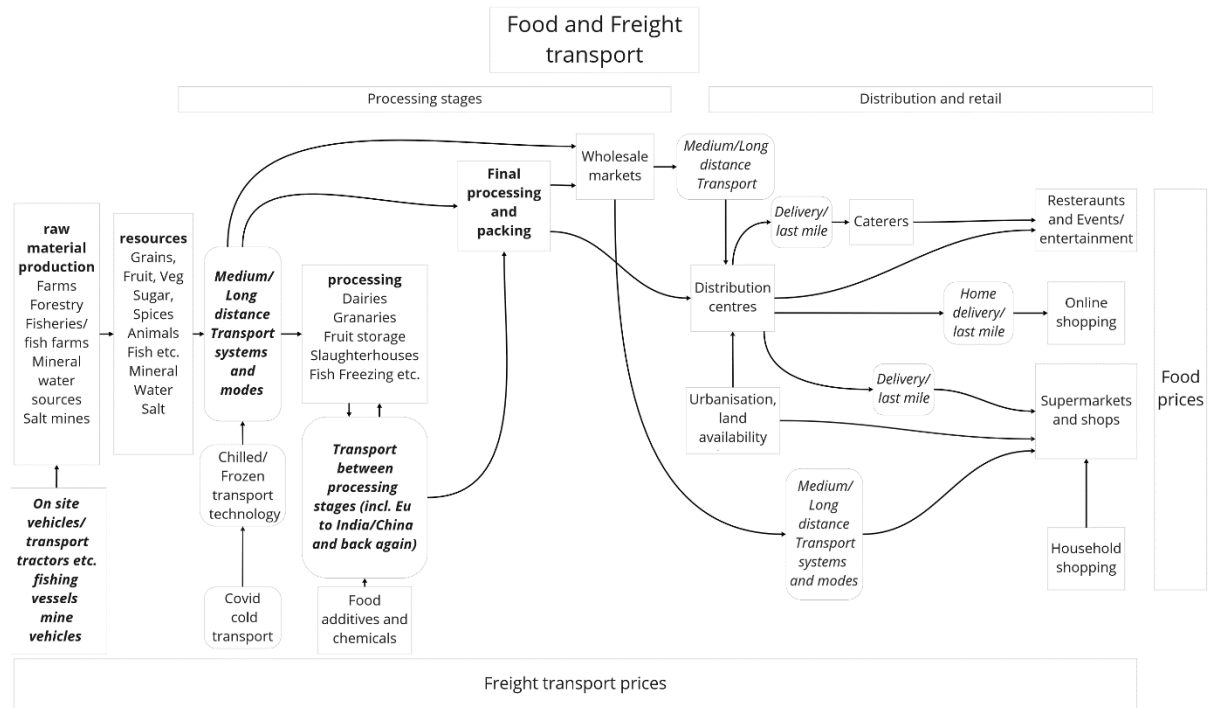 Food and Freight
transport
Processing stages
Distribution and retail
raw
material
production
Farms
Forestry
Fisheries/
fish farms
Mineral
water
sources
Salt mines
resources
Grains,
Fruit, Veg
Sugar,
Spices
Animals
Fish etc.
Mineral
Water
Salt
Medium/
Long
distance
Transport
systems
and
modes
processing
Dairies
Granaries
Fruit storage
Slaughterhouses
Fish Freezing etc.
Final
processing
and
packing
Wholesale
markets
Medium/Long
distance
Transport
Delivery/
last mile
Caterers
Resteraunts
and Events/
entertainment
Distribution
centres
Home
delivery/
last mile
Online
shopping
Delivery/
last mile
Supermarkets
and shops
Urbanisation,
land
availability
Food
prices
On site
vehicles/
transport
tractors etc.
fishing
vessels
mine
vehicles
Chilled/
Frozen
transport
technology
Covid
cold
transport
Transport
between
processing
stages (incl. Eu
to India/China
and back again)
Food
additives and
chemicals
Medium/
Long
distance
Transport
systems
and modes
Household
shopping
Freight transport prices